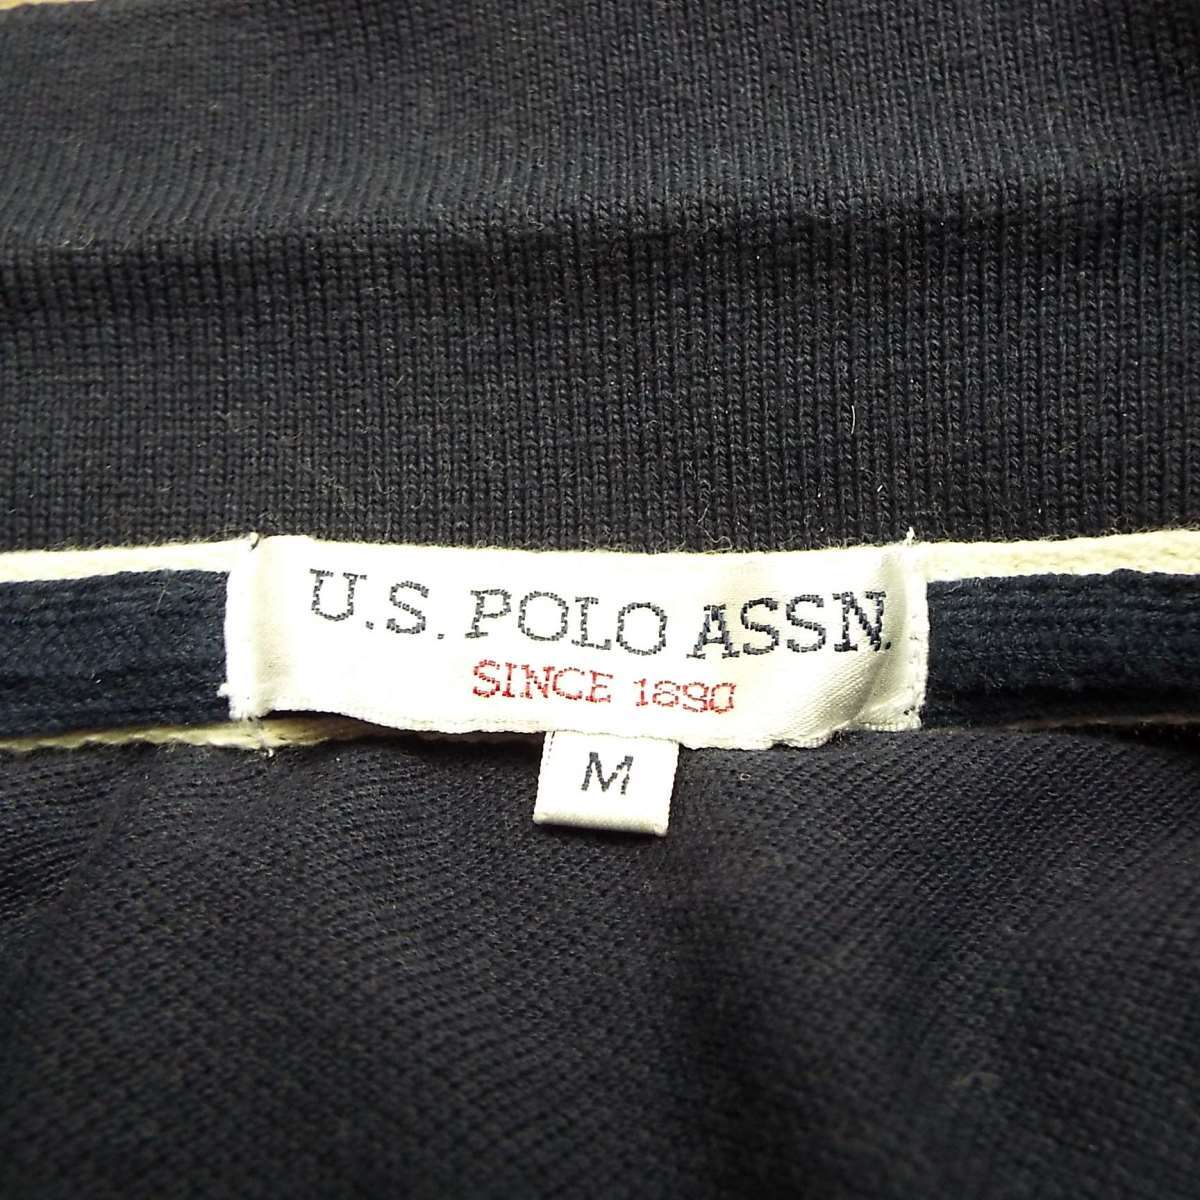 U.S. POLO ASSN.
SINCE 1890
M